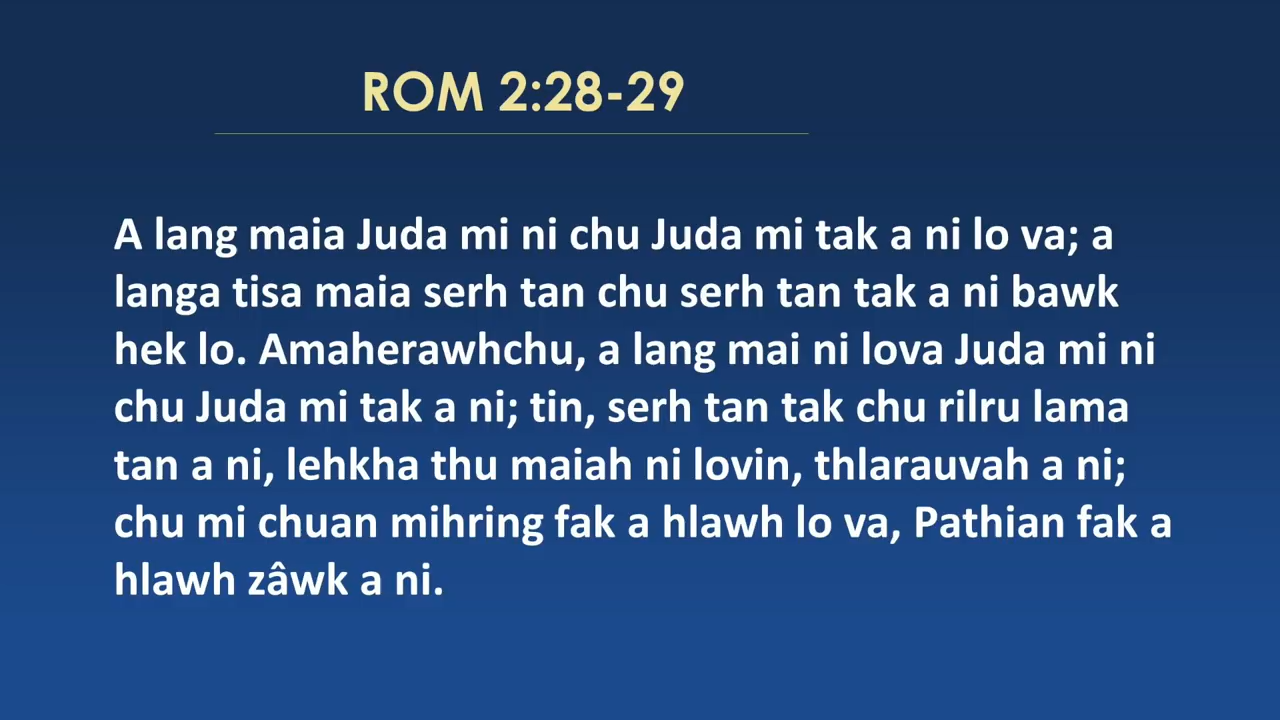 ROM 2:28-29
A lang maia Juda mi ni chu Juda mi tak a ni lo va; a
langa tisa maia serh tan chu serh tan tak a ni bawk
hek lo. Amaherawhchu, a lang mai ni lova Juda mi ni
chu Juda mi tak a ni; tin, serh tan tak chu rilru lama
tan a ni, lehkha thu maiah ni lovin, thlarauvah a ni;
chu mi chuan mihring fak a hlawh lo va, Pathian fak a
hlawh zâwk a ni.